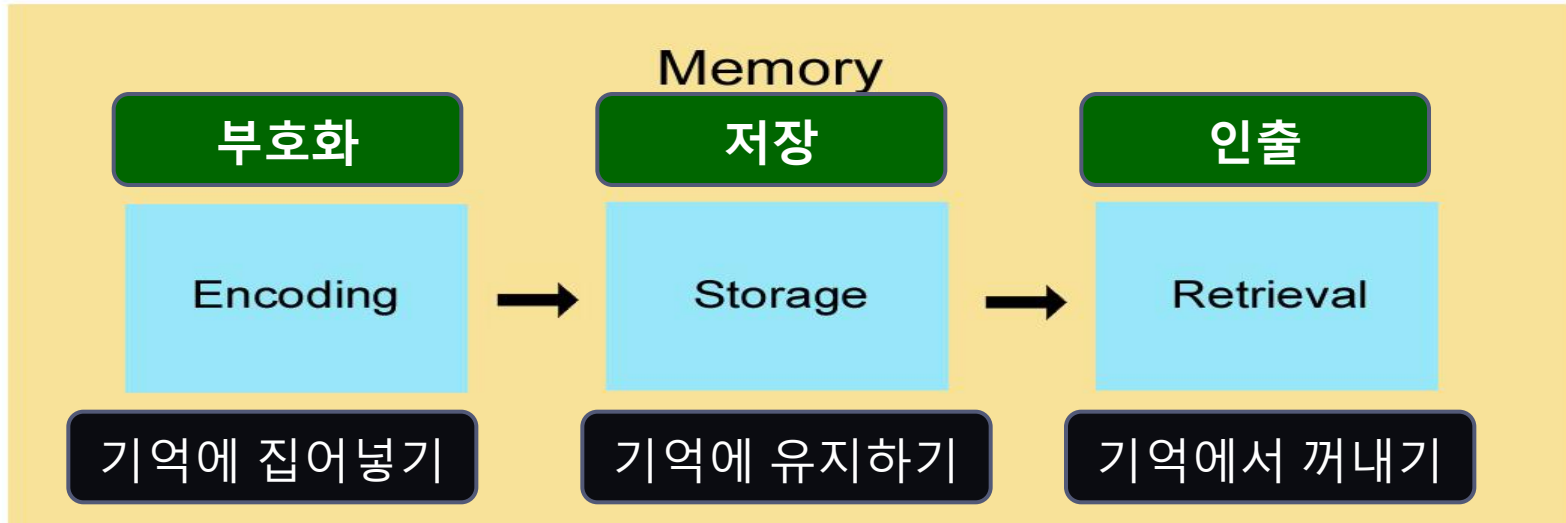 Memory
부호화
저장
인출
Encoding
Storage
Retrieval
기억에 집어넣기
기억에 유지하기
기억에서 꺼내기